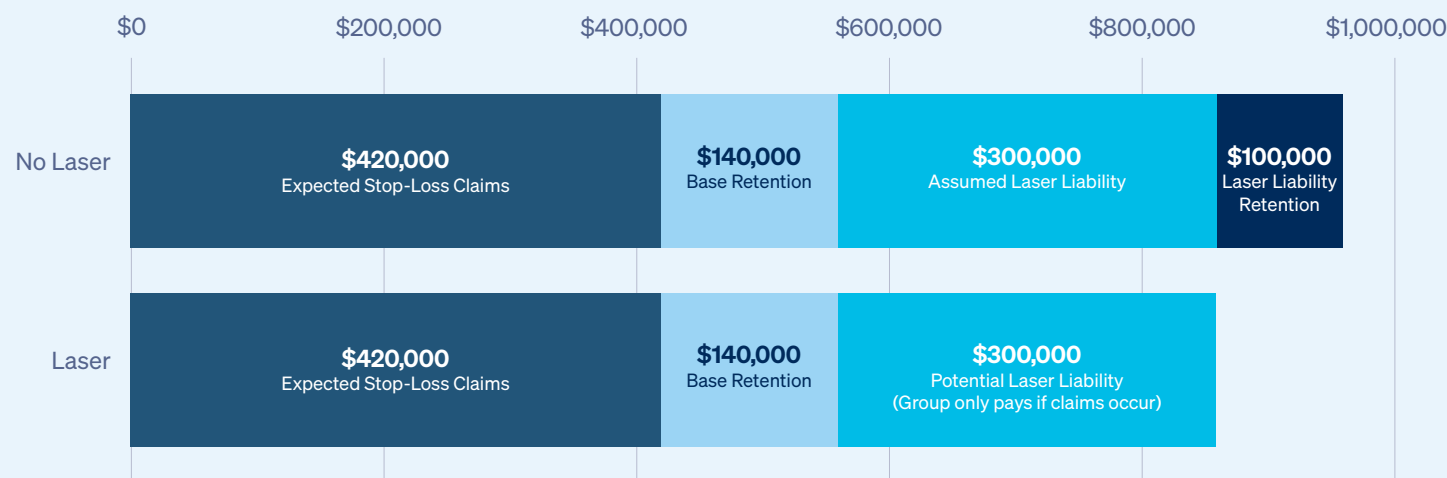 $0
$200,000
$400,000
$600,000
$800,000
$1,000,000
No Laser
$420,000
Expected Stop-Loss Claims
$140,000
Base Retention
$300,000
Assumed Laser Liability
$100,000
Laser Liability
Retention
Laser
$420,000
Expected Stop-Loss Claims
$140,000
Base Retention
$300,000
Potential Laser Liability
(Group only pays if claims occur)